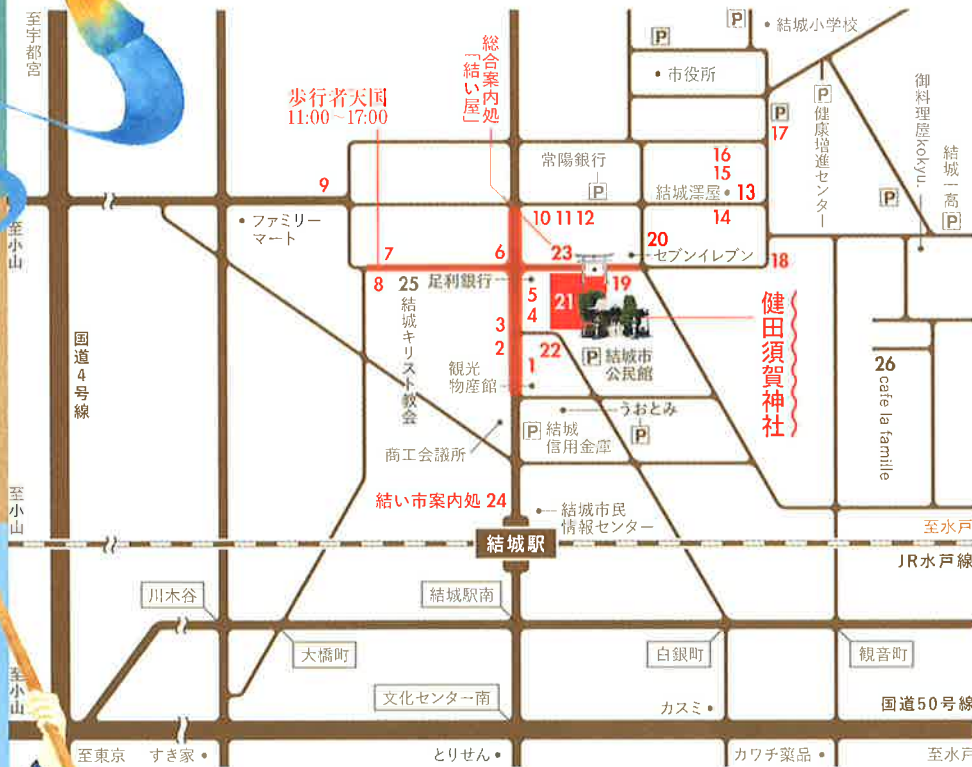 至宇都宮
総合案内処
「結い屋」
歩行者天国
11:00〜17:00
P
P
結城小学校
市役所
P
健康増進センター
P
17
御料理屋kokyu.
結城一高
P
P
常陽銀行
P
16
15
結城澤屋
13
14
9
至小山
ファミリー
マート
10 11 12
20
セブンイレブン
23
7
6
18
8
25
結城キリスト教会
足利銀行
5
4
21
19
3
2
22
1
健田須賀神社
P
結城市
公民館
観光
物産館
国道4号線
26
cafe la famille
うおとみ
P
P
結城
信用金庫
商工会議所
結い市案内処 24
結城市民
情報センター
至小山
至水戸
結城駅
JR水戸線
川木谷
結城駅南
大橋町
白銀町
観音町
至小山
文化センター南
カスミ
国道50号線
至東京
すき家
とりせん
カワチ薬品
至水戸